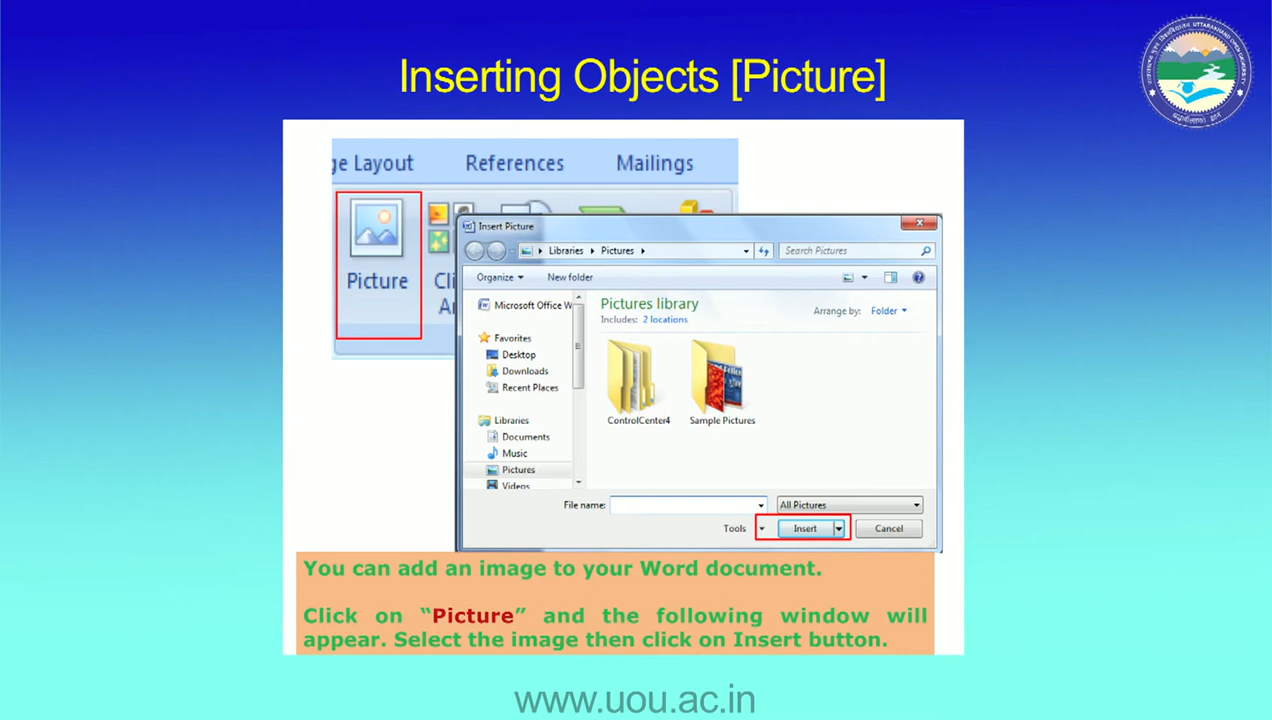 Inserting Objects [Picture]
ge Layout References Mailings
Picture
Cli
Insert Picture
Libraries Pictures
Search Pictures
Organize New folder
Microsoft Office W
Pictures library
Includes: 2 locations
Arrange by: Folder
Favorites
Desktop
Downloads
Recent Places
Libraries
Documents
Music
Pictures
Videos
ControlCenter4 Sample Pictures
File name: All Pictures
Tools Insert Cancel
You can add an image to your Word document.
Click on “Picture” and the following window will
appear. Select the image then click on Insert button.
www.uou.ac.in